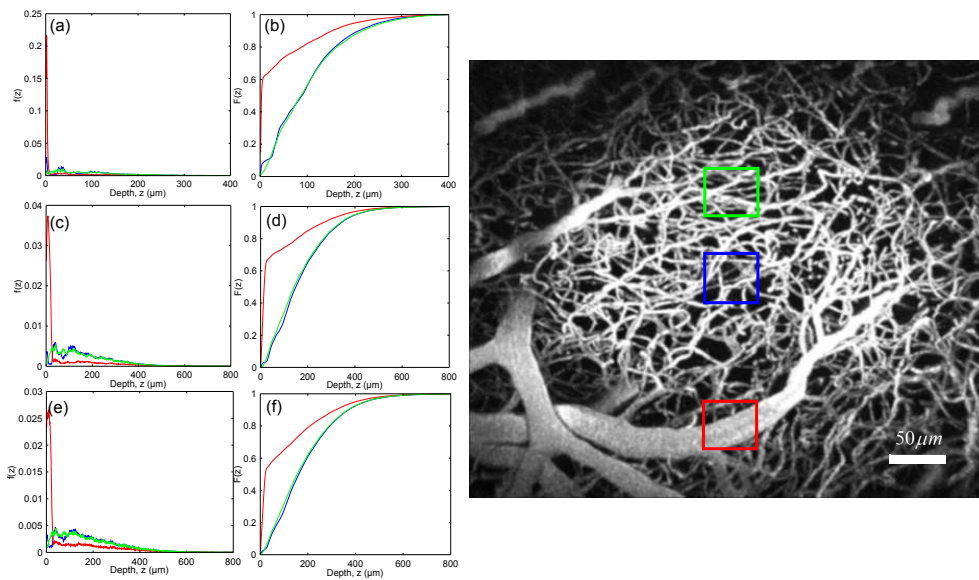 (a)
0.25
0.2
0.15
0.1
0.05
0
f(z)
0 100 200 300 400
Depth, z (µm)
(b)
1
0.8
0.6
0.4
0.2
0
F(z)
0 100 200 300 400
Depth, z (µm)
(c)
0.04
0.03
0.02
0.01
0
f(z)
0 200 400 600 800
Depth, z (µm)
(d)
1
0.8
0.6
0.4
0.2
0
F(z)
0 200 400 600 800
Depth, z (µm)
(e)
0.03
0.025
0.02
0.015
0.01
0.005
0
f(z)
0 200 400 600 800
Depth, z (µm)
(f)
1
0.8
0.6
0.4
0.2
0
F(z)
0 200 400 600 800
Depth, z (µm)
50 µm